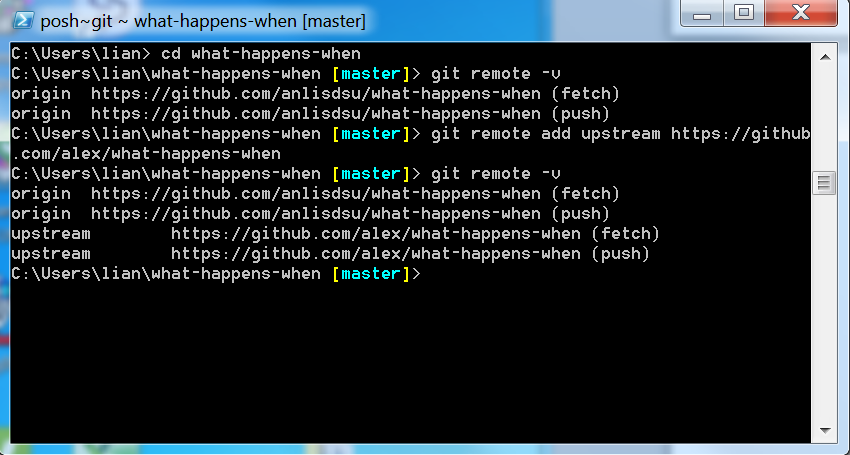 posh~git ~ what-happens-when [master]
C:\Users\lian> cd what-happens-when
C:\Users\lian\what-happens-when [master]> git remote -v
origin  https://github.com/anlisdsu/what-happens-when (fetch)
origin  https://github.com/anlisdsu/what-happens-when (push)
C:\Users\lian\what-happens-when [master]> git remote add upstream https://github
.com/alex/what-happens-when
C:\Users\lian\what-happens-when [master]> git remote -v
origin  https://github.com/anlisdsu/what-happens-when (fetch)
origin  https://github.com/anlisdsu/what-happens-when (push)
upstream        https://github.com/alex/what-happens-when (fetch)
upstream        https://github.com/alex/what-happens-when (push)
C:\Users\lian\what-happens-when [master]>